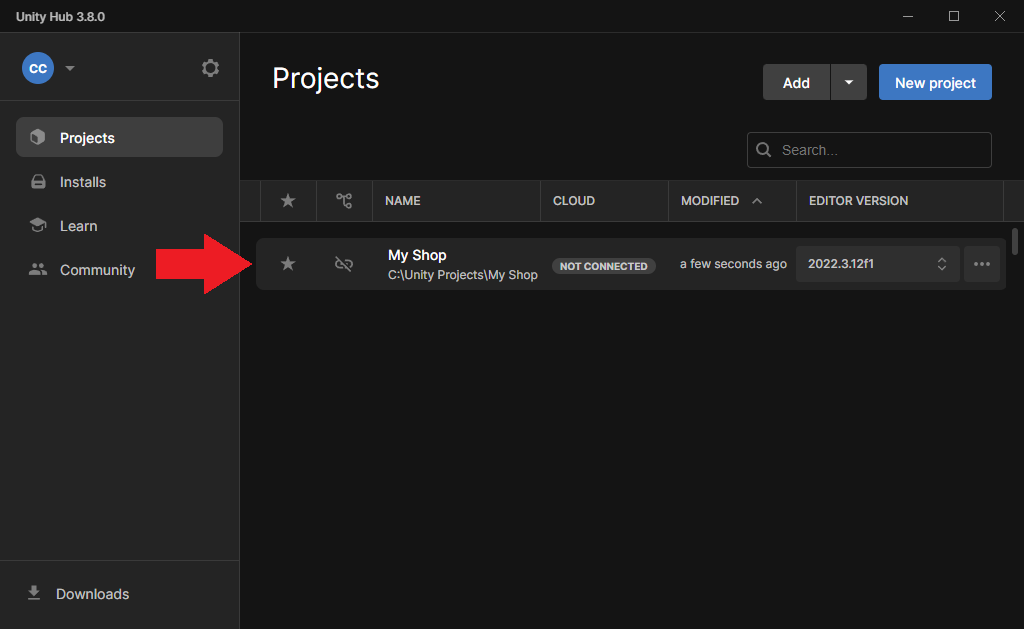 Unity Hub 3.8.0
CC
Projects
Installs
Learn
Community
Downloads
Projects
Add
New project
Search...
NAME CLOUD MODIFIED EDITOR VERSION
My Shop
C:\Unity Projects\My Shop
NOT CONNECTED
a few seconds ago
2022.3.12f1